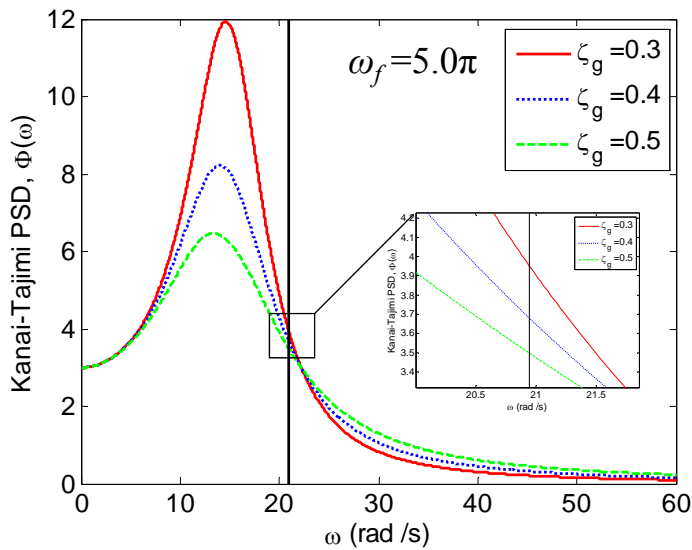 12
10
8
6
4
2
0
Kanai-Tajimi PSD, Φ(ω)
ω_f =5.0π
ζ_g =0.3
ζ_g =0.4
ζ_g =0.5
4.2
4.1
4
3.9
3.8
3.7
3.6
3.5
3.4
Kanai-Tajimi PSD, Φ(ω)
ζ_g =0.3
ζ_g =0.4
ζ_g =0.5
20.5 21 21.5
ω (rad /s)
0 10 20 30 40 50 60
ω (rad /s)